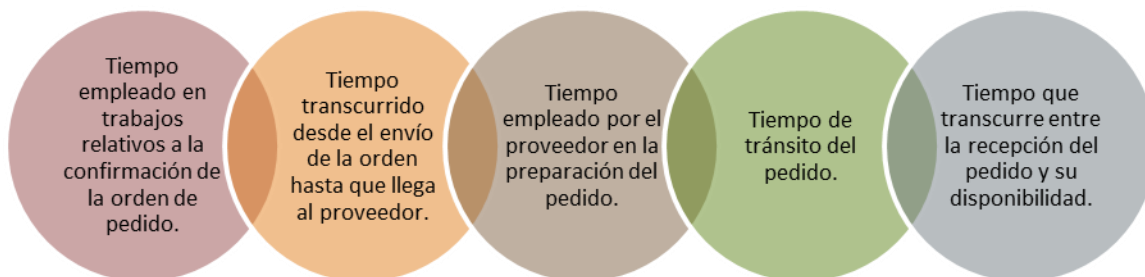 Tiempo
empleado en
trabajos
relativos a la
confirmación de
la orden de
pedido.
Tiempo
transcurrido
desde el envío
de la orden
hasta que llega
al proveedor.
Tiempo
empleado por el
proveedor en la
preparación del
pedido.
Tiempo de
tránsito del
pedido.
Tiempo que
transcurre entre
la recepción del
pedido y su
disponibilidad.